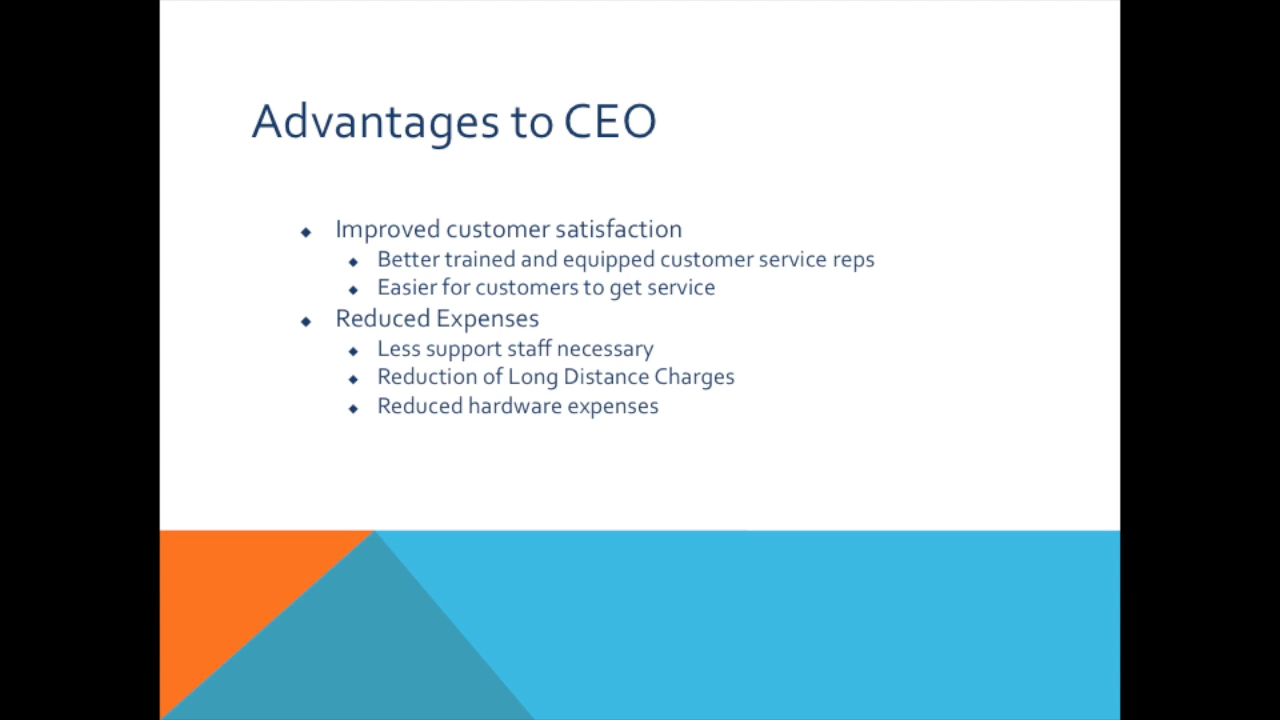 Advantages to CEO
Improved customer satisfaction
Better trained and equipped customer service reps
Easier for customers to get service
Reduced Expenses
Less support staff necessary
Reduction of Long Distance Charges
Reduced hardware expenses